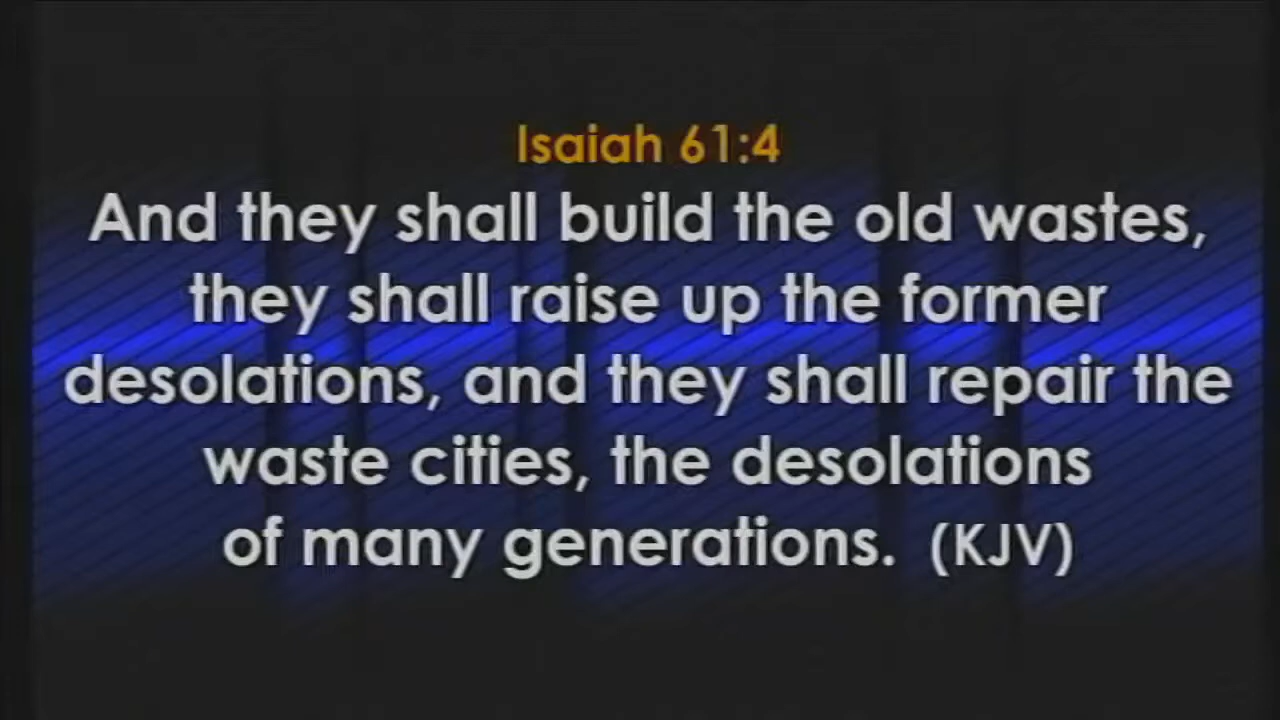 Isaiah 61:4
And they shall build the old wastes,
they shall raise up the former
desolations, and they shall repair the
waste cities, the desolations
of many generations. (KJV)